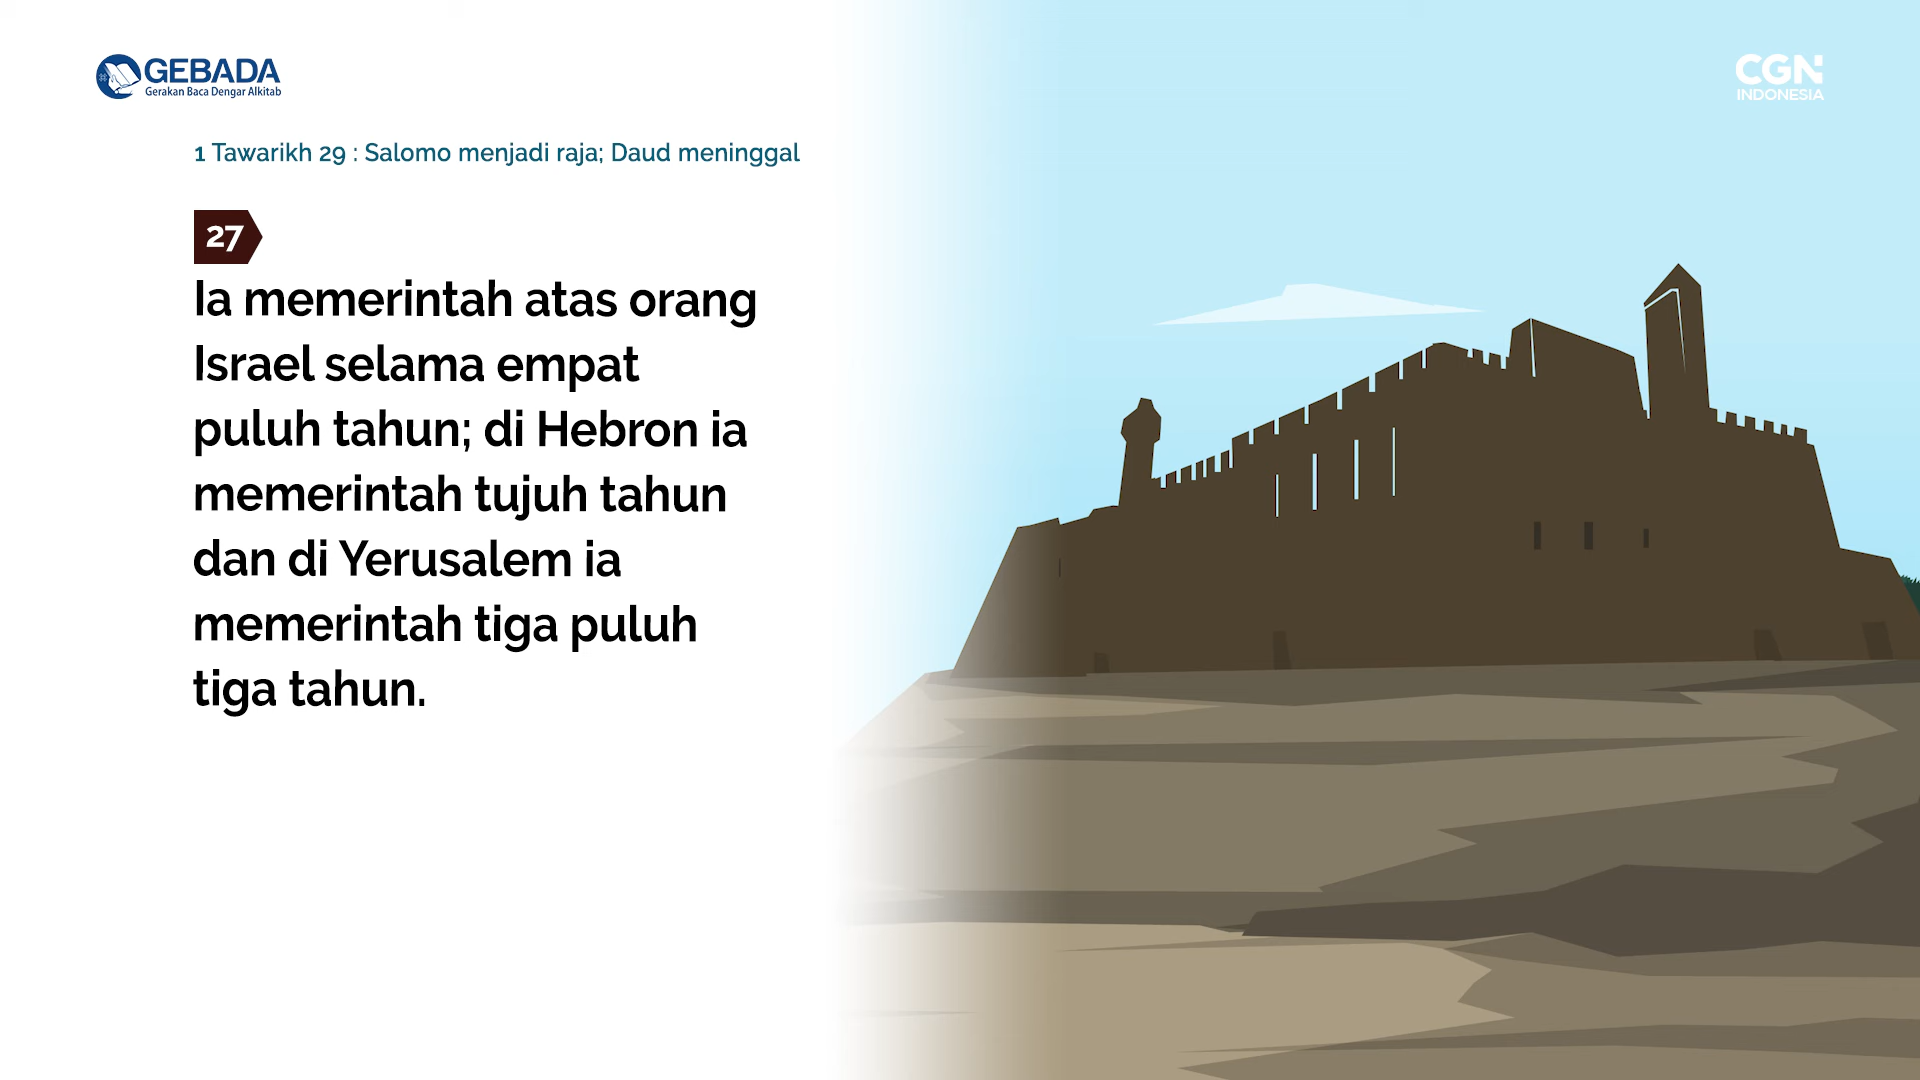 GEBADA
Gerakan Baca Dengar Alkitab
CGN
INDONESIA
1 Tawarikh 29 : Salomo menjadi raja; Daud meninggal
27
Ia memerintah atas orang
Israel selama empat
puluh tahun; di Hebron ia
memerintah tujuh tahun
dan di Yerusalem ia
memerintah tiga puluh
tiga tahun.